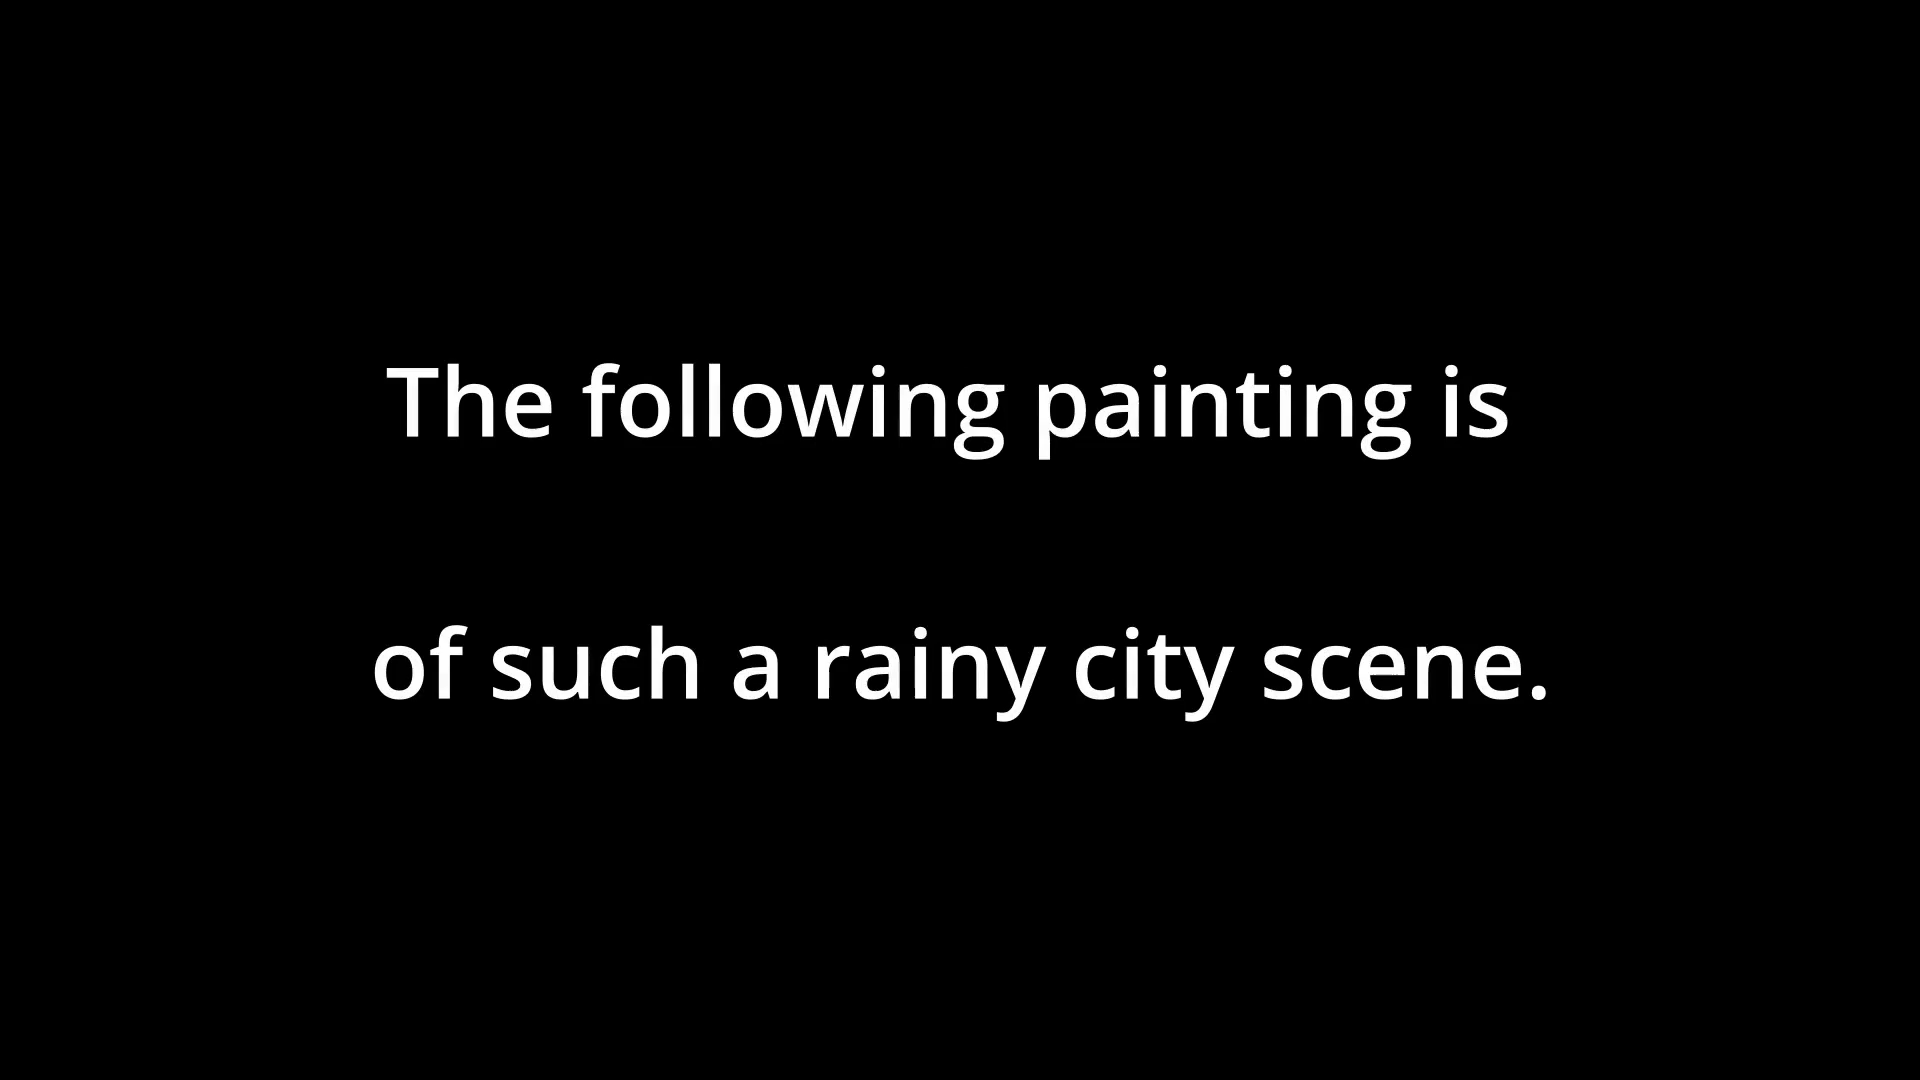 The following painting is
of such a rainy city scene.